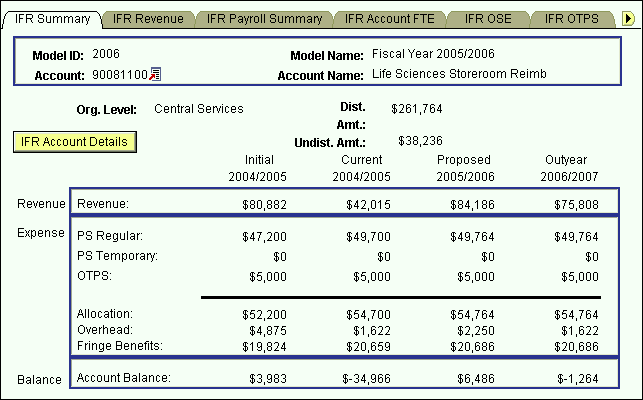 IFR Summary IFR Revenue IFR Payroll Summary IFR Account FTE IFR OSE IFR OTPS
Model ID: 2006 Model Name: Fiscal Year 2005/2006
Account: 90081100 Account Name: Life Sciences Storeroom Reimb
Org. Level: Central Services Dist. Amt.: $261,764
IFR Account Details Undist. Amt.: $38,236
Initial Current Proposed Outyear
2004/2005 2004/2005 2005/2006 2006/2007
Revenue Revenue: $80,882 $42,015 $84,186 $75,808
Expense PS Regular: $47,200 $49,700 $49,764 $49,764
PS Temporary: $0 $0 $0 $0
OTPS: $5,000 $5,000 $5,000 $5,000
Allocation: $52,200 $54,700 $54,764 $54,764
Overhead: $4,875 $1,622 $2,250 $1,622
Fringe Benefits: $19,824 $20,659 $20,686 $20,686
Balance Account Balance: $3,983 $-34,966 $6,486 $-1,264